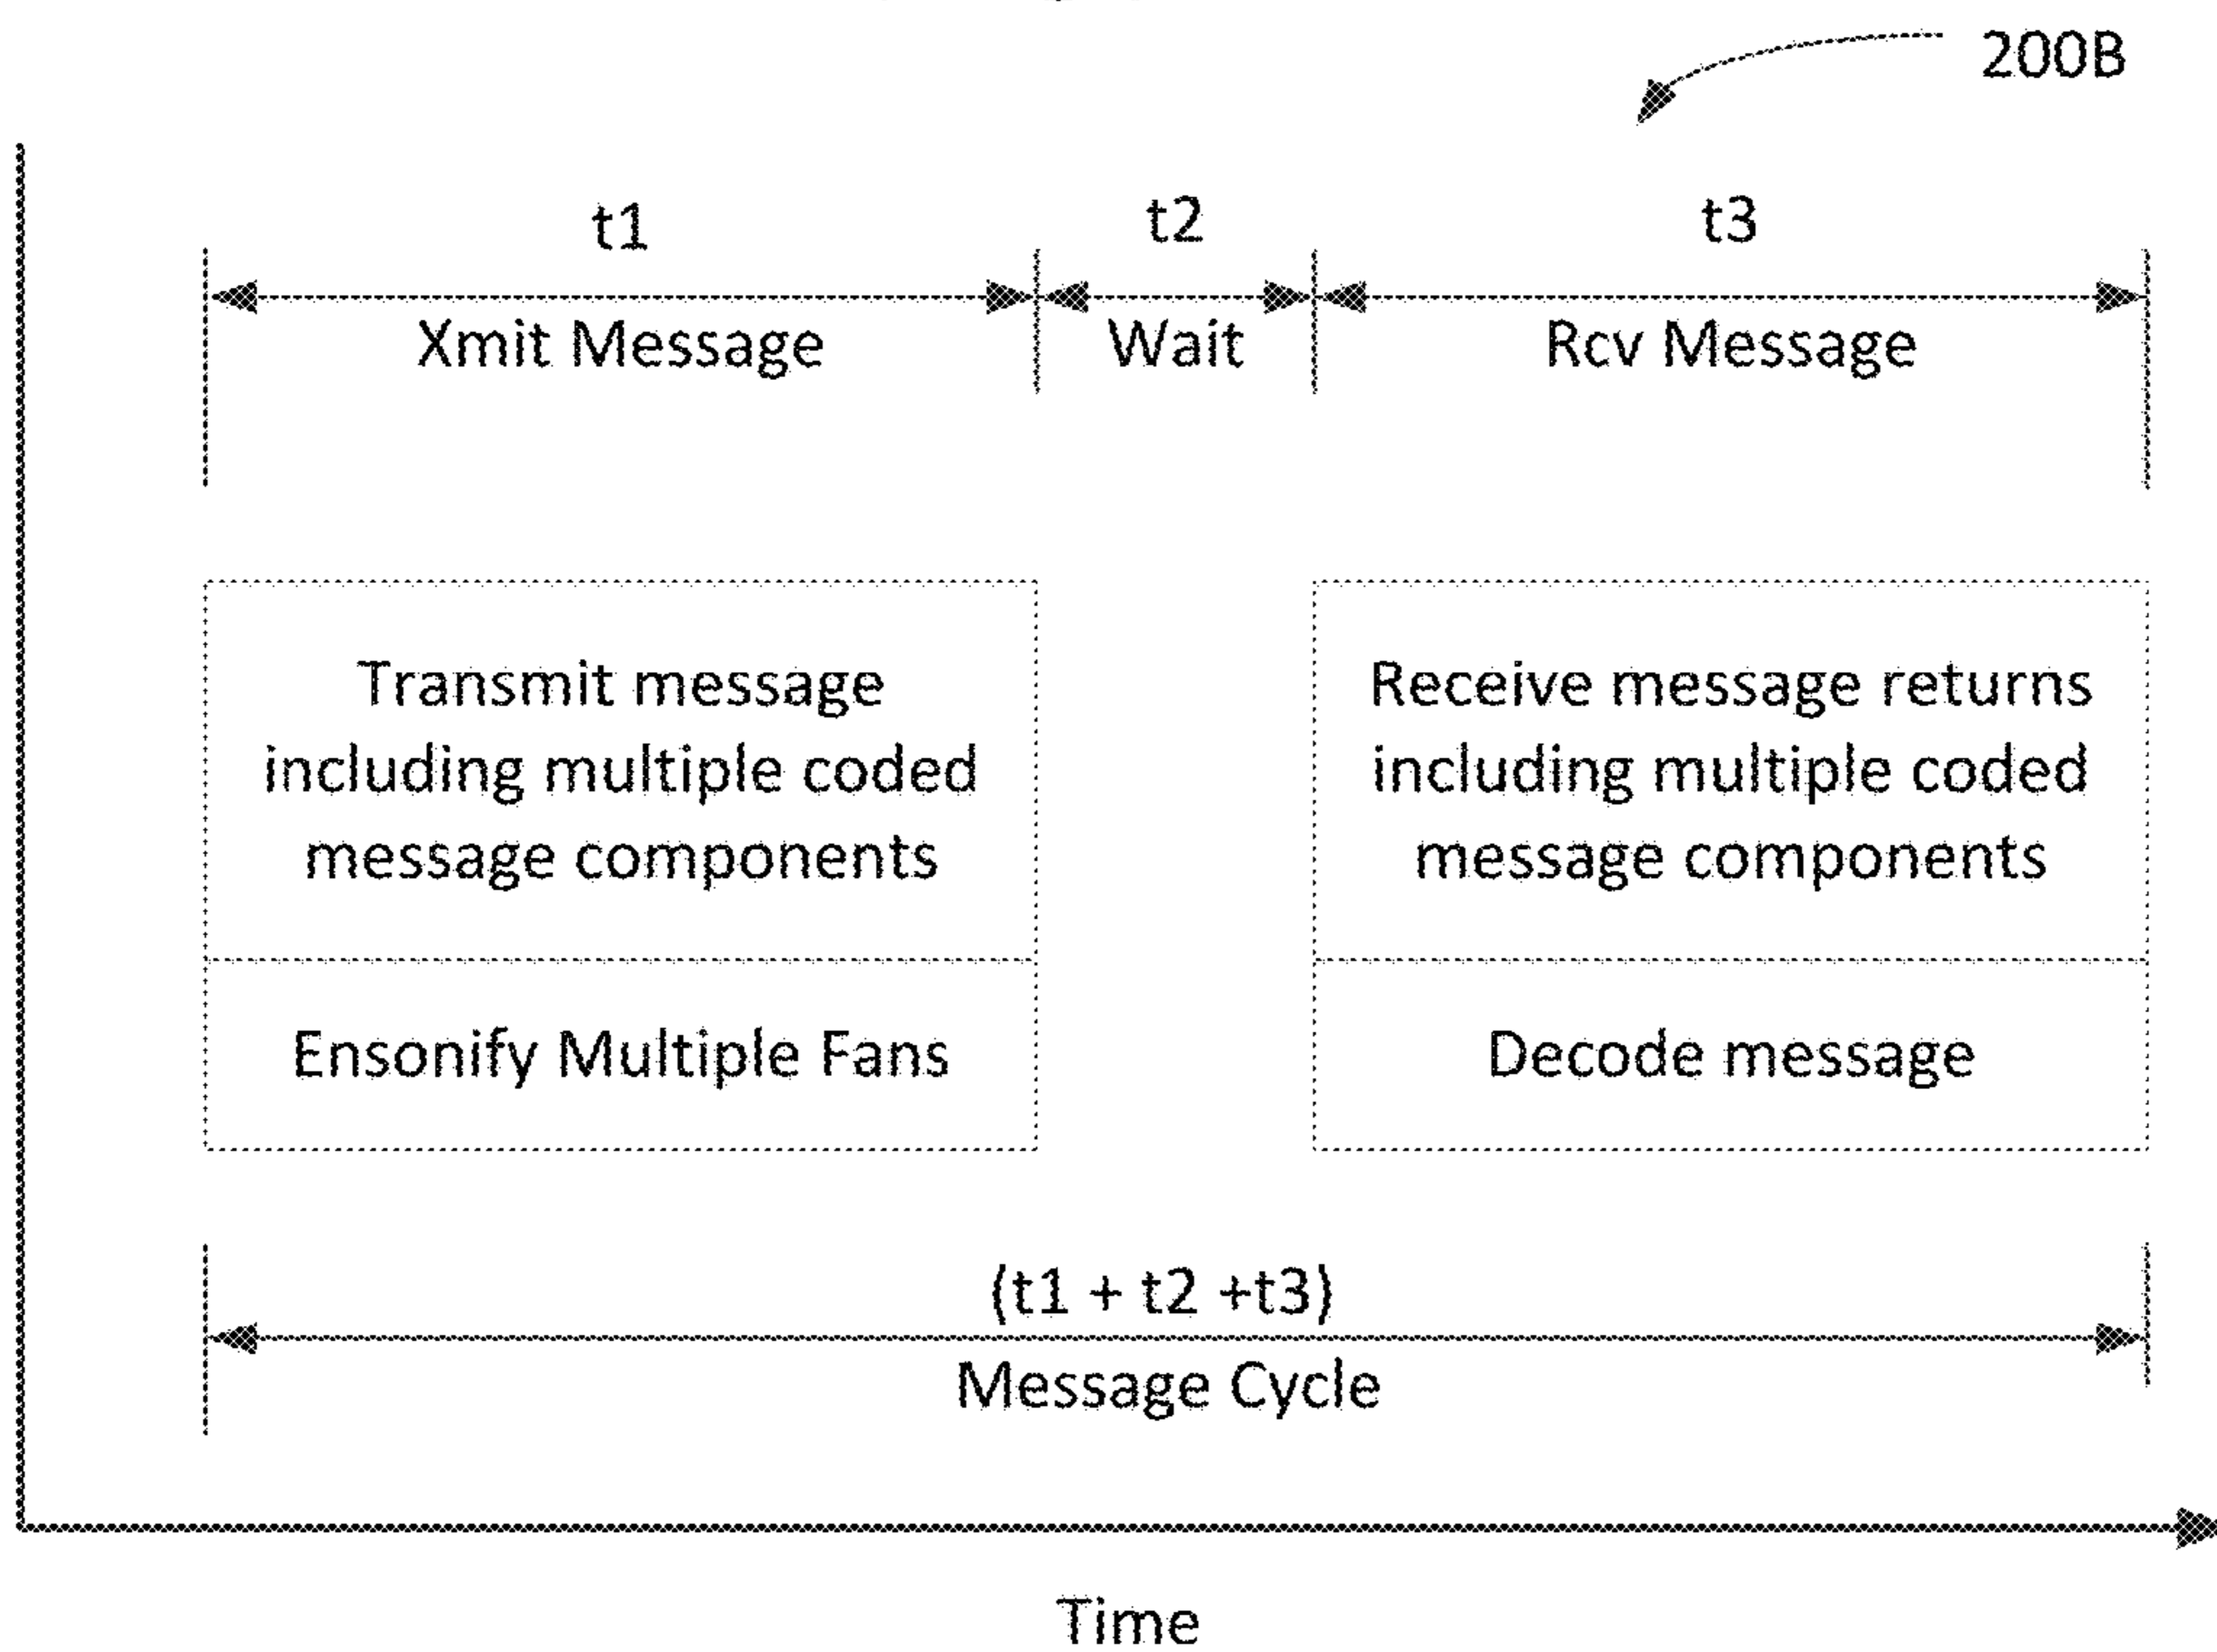 200B
t1
t2
t3
Xmit Message
Wait
Rcv Message
Transmit message
including multiple coded
message components
Ensonify Multiple Fans
Receive message returns
including multiple coded
message components
Decode message
(t1 + t2 +t3)
Message Cycle
Time